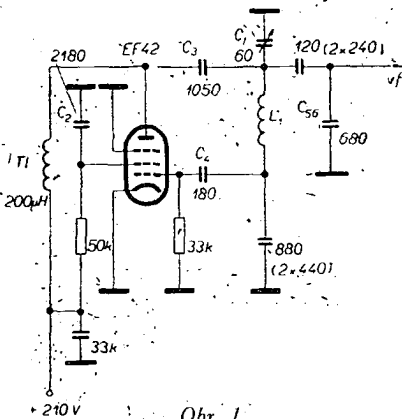 2180
EF42
C3
1050
C1
60
120 (2×240)
vf
C2
L1
C56
680
Tl
200μH
C4
180
50k
33k
880
(2×440)
33k
+ 210 V
Obr. 1